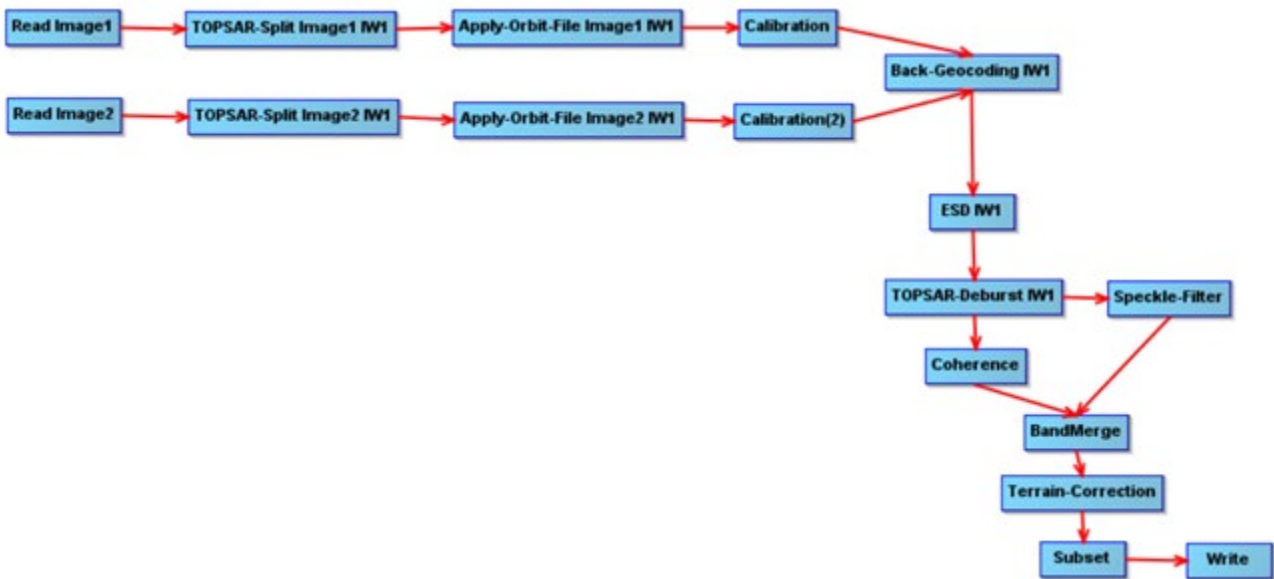 Read Image1
TOPSAR-Split Image1 IW1
Apply-Orbit-File Image1 IW1
Calibration
Back-Geocoding IW1
Read Image2
TOPSAR-Split Image2 IW1
Apply-Orbit-File Image2 IW1
Calibration(2)
ESD IW1
TOPSAR-Deburst IW1
Speckle-Filter
Coherence
BandMerge
Terrain-Correction
Subset
Write